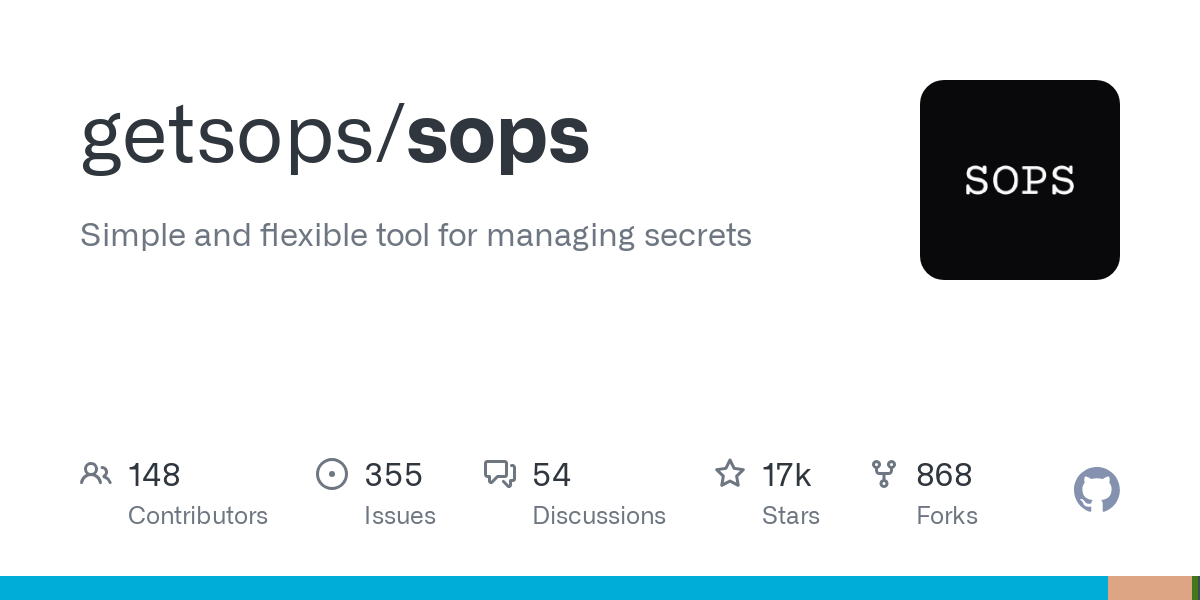 getsops/sops
SOPS
Simple and flexible tool for managing secrets
148
Contributors
355
Issues
54
Discussions
17k
Stars
868
Forks